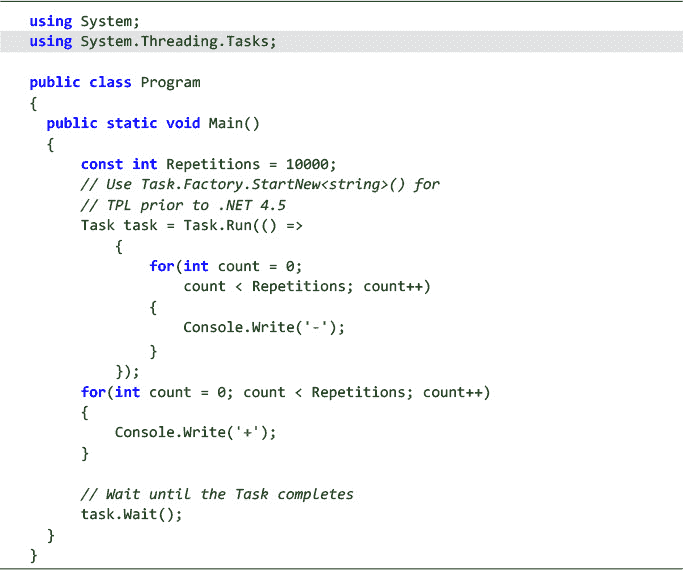 using System;
using System.Threading.Tasks;
public class Program
{
public static void Main()
{
const int Repetitions = 10000;
// Use Task.Factory.StartNew<string>() for
// TPL prior to .NET 4.5
Task task = Task.Run(() =>
{
for(int count = 0;
count < Repetitions; count++)
{
Console.Write('-');
}
});
for(int count = 0; count < Repetitions; count++)
{
Console.Write('+');
}
// Wait until the Task completes
task.Wait();
}
}